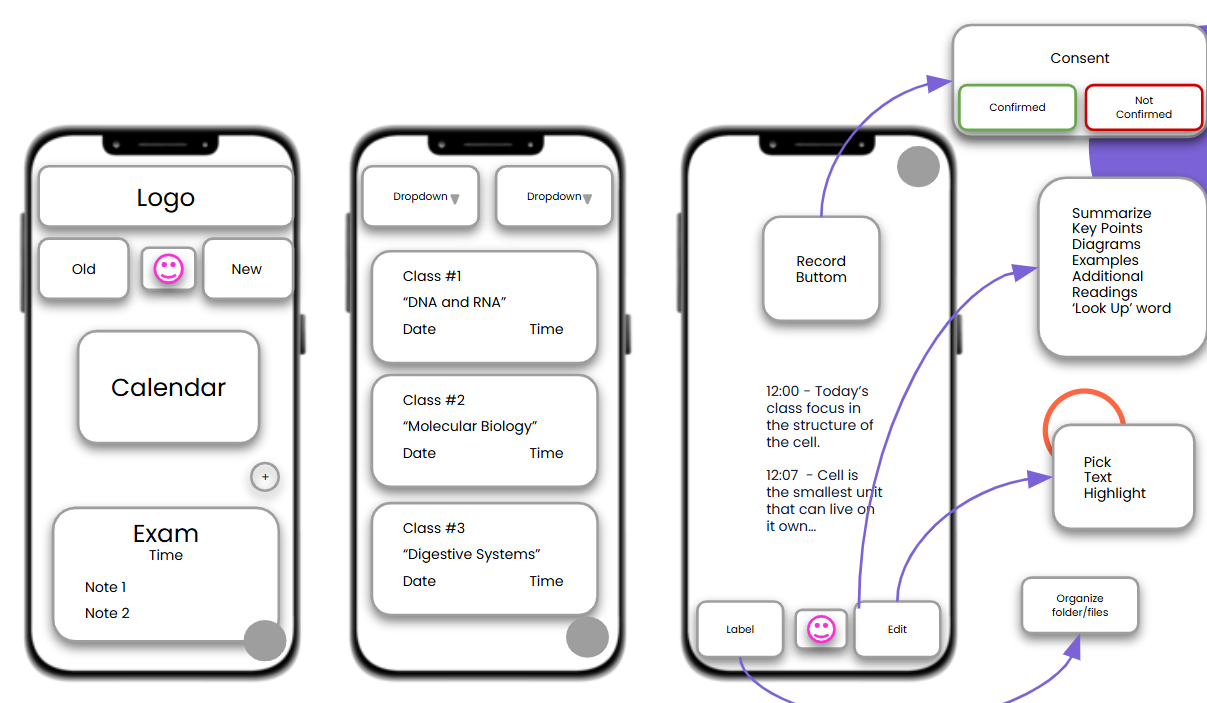 Logo
Old
New
Calendar
+
Exam
Time
Note 1
Note 2
Dropdown
Dropdown
Class #1
“DNA and RNA”
Date Time
Class #2
“Molecular Biology”
Date Time
Class #3
“Digestive Systems”
Date Time
Record
Buttom
12:00 - Today’s
class focus in
the structure of
the cell.
12:07 - Cell is
the smallest unit
that can live on
it own…
Label
Edit
Consent
Confirmed
Not
Confirmed
Summarize
Key Points
Diagrams
Examples
Additional
Readings
‘Look Up’ word
Pick
Text
Highlight
Organize
folder/files